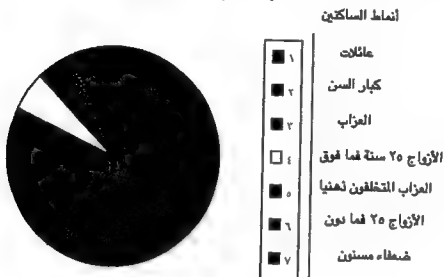 أنماط الساكنين
١ عائلات
٢ كبار السن
٣ العزاب
٤ الأزواج ٢٥ سنة فما فوق
٥ العزاب المتخلفون ذهنيا
٦ الأزواج ٢٥ فما دون
٧ ضعفاء مسنون